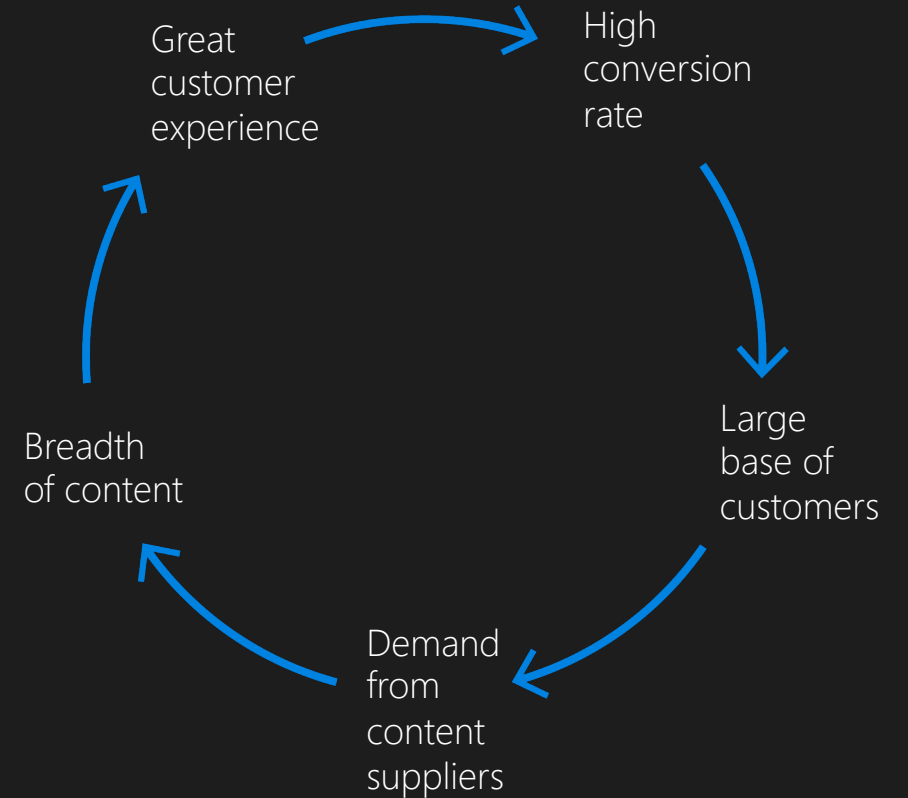 Great
customer
experience
High
conversion
rate
Large
base of
customers
Demand
from
content
suppliers
Breadth
of content